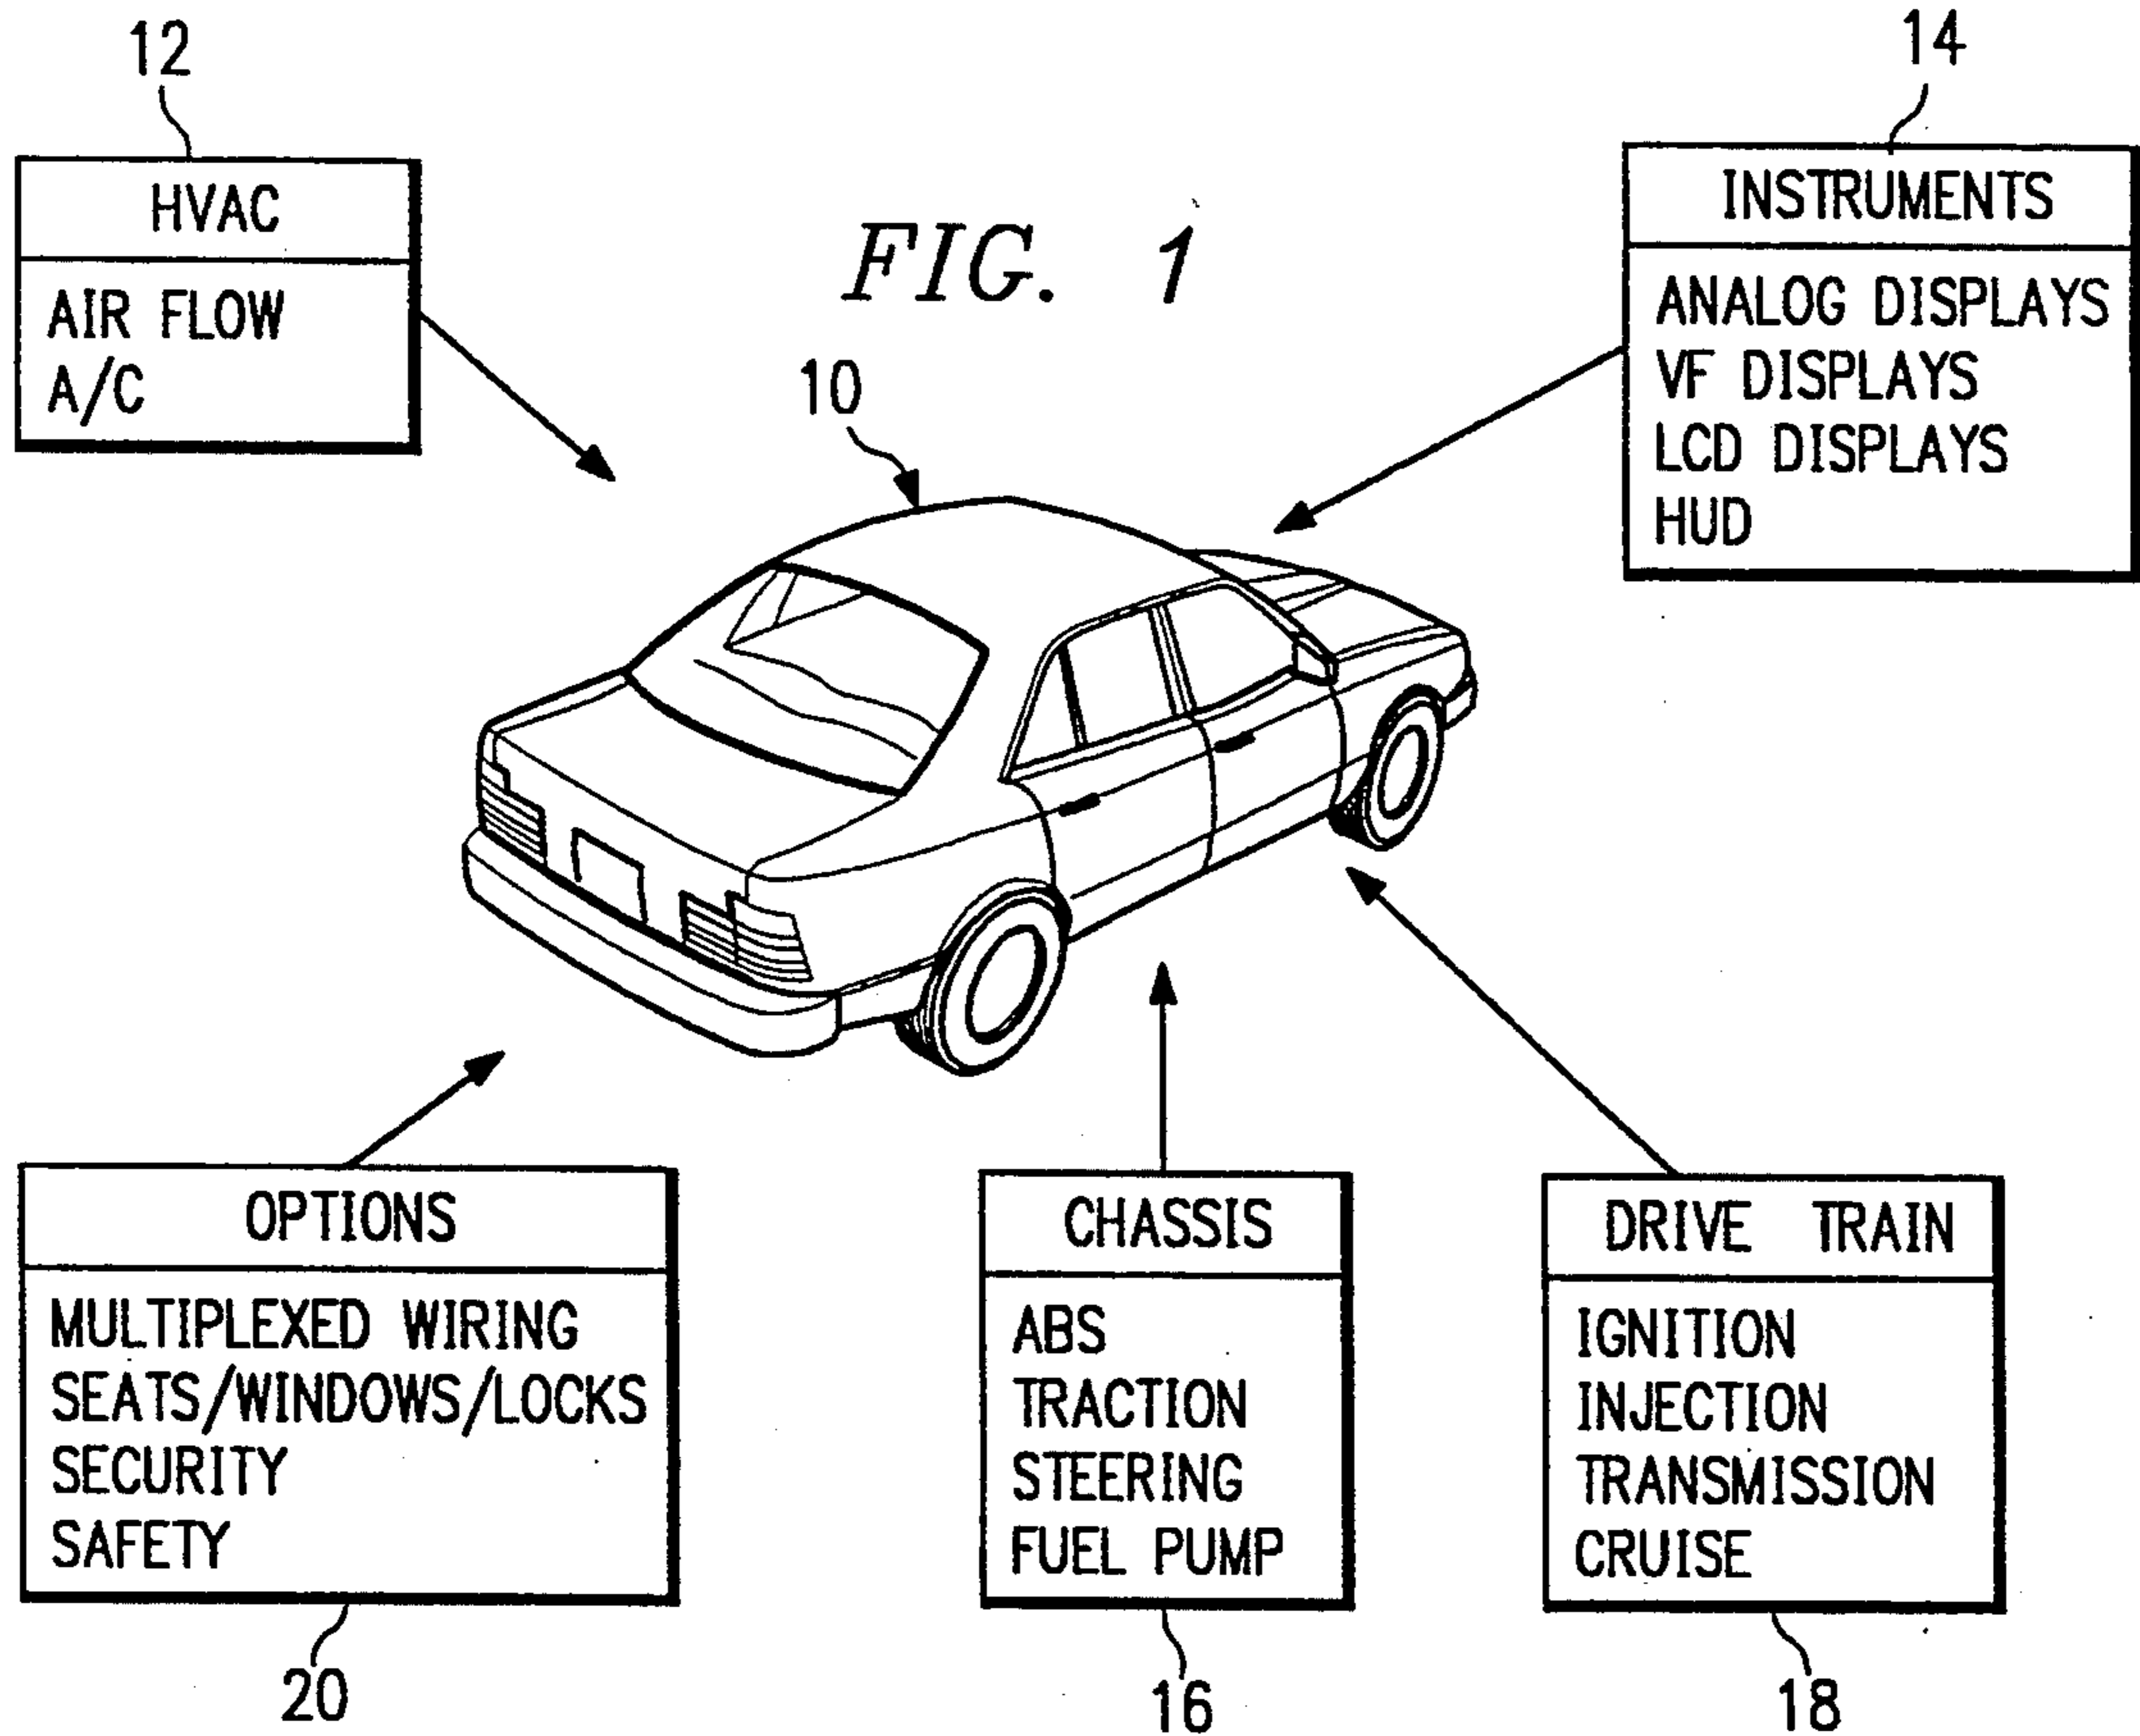 12
14
HVAC
AIR FLOW
A/C
INSTRUMENTS
ANALOG DISPLAYS
VF DISPLAYS
LCD DISPLAYS
HUD
FIG. 1
10
OPTIONS
MULTIPLEXED WIRING
SEATS/WINDOWS/LOCKS
SECURITY
SAFETY
20
CHASSIS
ABS
TRACTION
STEERING
FUEL PUMP
16
DRIVE TRAIN
IGNITION
INJECTION
TRANSMISSION
CRUISE
18